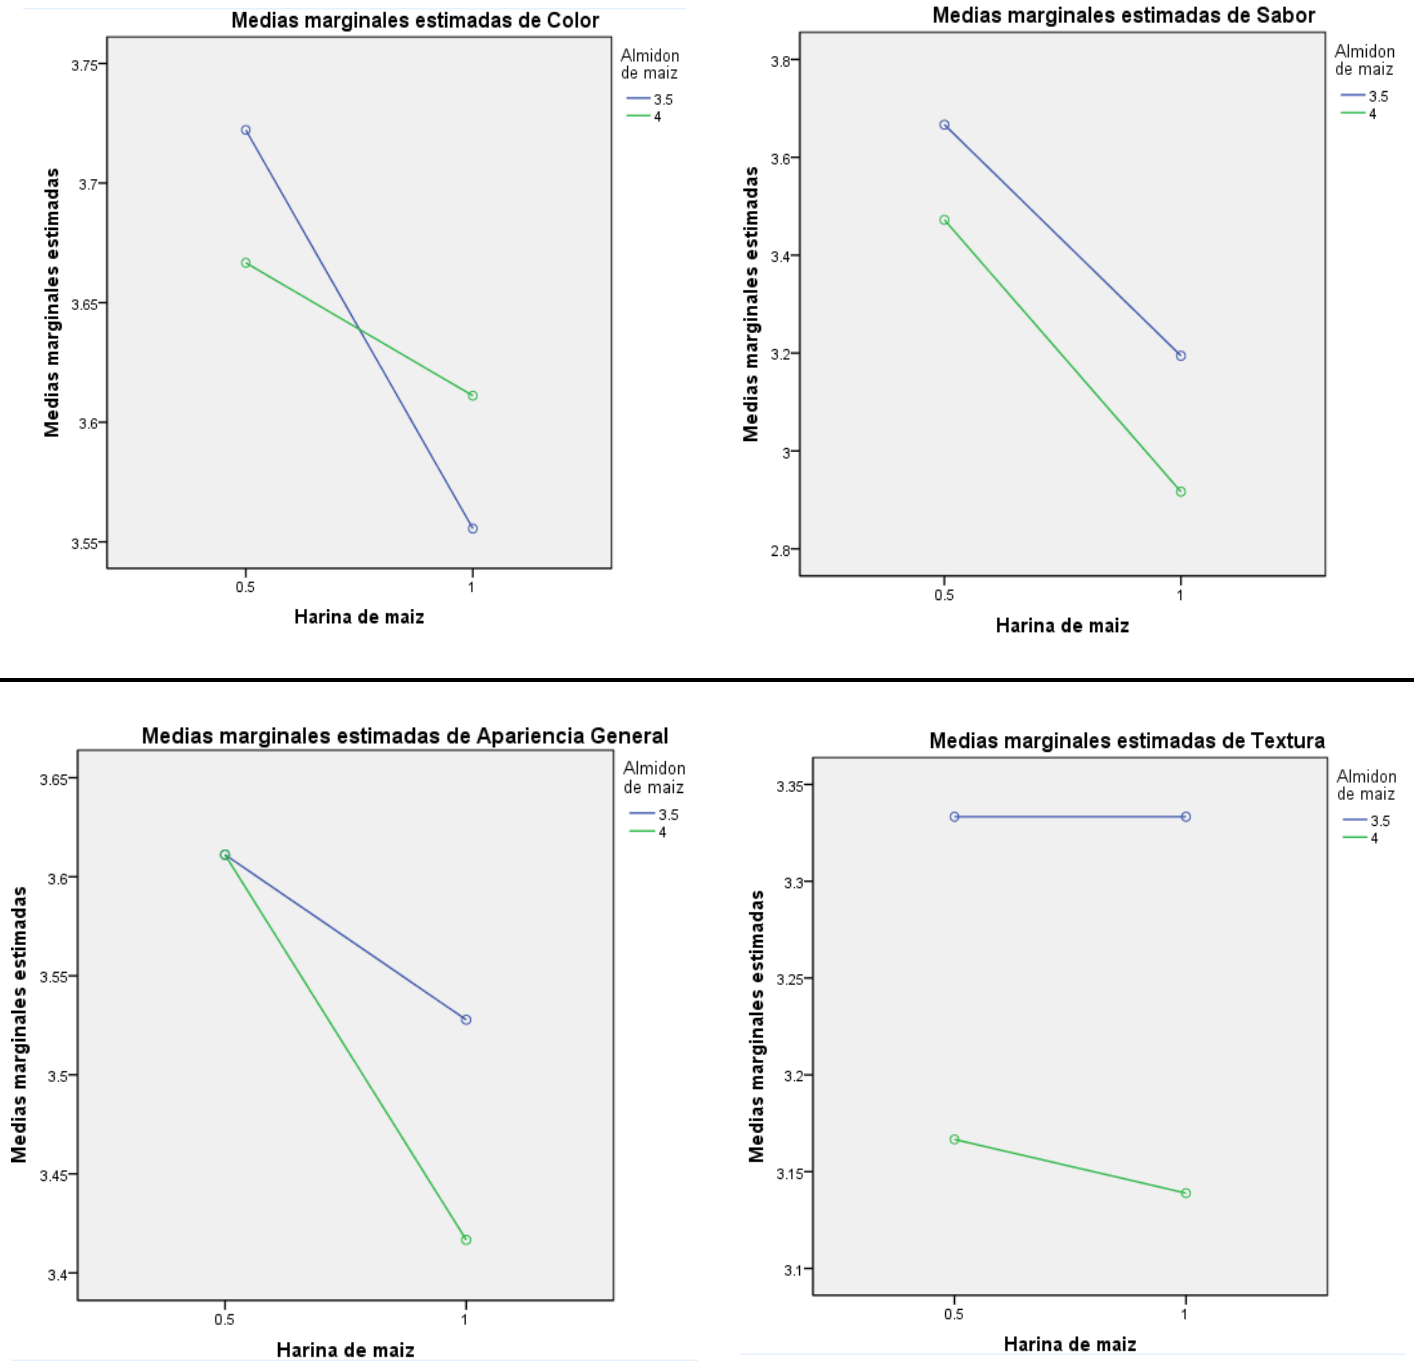 Medias marginales estimadas de Color
3.75
3.7
3.65
3.6
3.55
Medias marginales estimadas
0.5
1
Harina de maiz
Almidon
de maiz
3.5
4
Medias marginales estimadas de Sabor
3.8
3.6
3.4
3.2
3
2.8
Medias marginales estimadas
0.5
1
Harina de maiz
Almidon
de maiz
3.5
4
Medias marginales estimadas de Apariencia General
3.65
3.6
3.55
3.5
3.45
3.4
Medias marginales estimadas
0.5
1
Harina de maiz
Almidon
de maiz
3.5
4
Medias marginales estimadas de Textura
3.35
3.3
3.25
3.2
3.15
3.1
Medias marginales estimadas
0.5
1
Harina de maiz
Almidon
de maiz
3.5
4